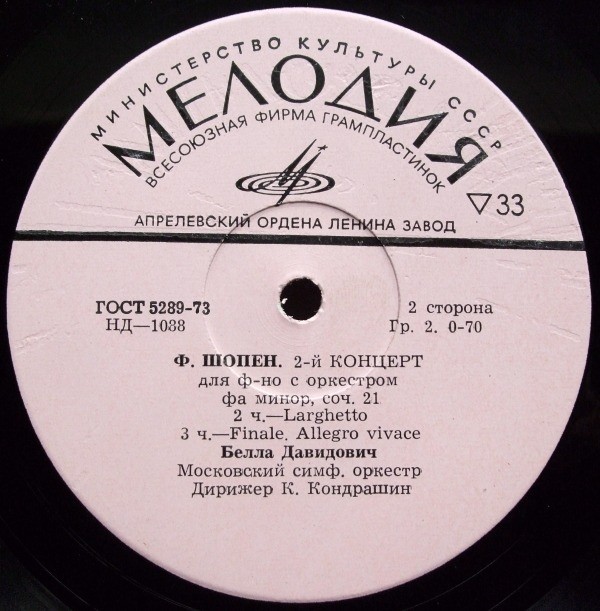 МИНИСТЕРСТВО КУЛЬТУРЫ СССР
МЕЛОДИЯ
ВСЕСОЮЗНАЯ ФИРМА ГРАМПЛАСТИНОК
▽ 33
АПРЕЛЕВСКИЙ ОРДЕНА ЛЕНИНА ЗАВОД
ГОСТ 5289-73
НД—1088
2 сторона
Гр. 2. 0-70
Ф. ШОПЕН. 2-й КОНЦЕРТ
для ф-но с оркестром
фа минор, соч. 21
2 ч.—Larghetto
3 ч.—Finale. Allegro vivace
Белла Давидович
Московский симф. оркестр
Дирижер К. Кондрашин